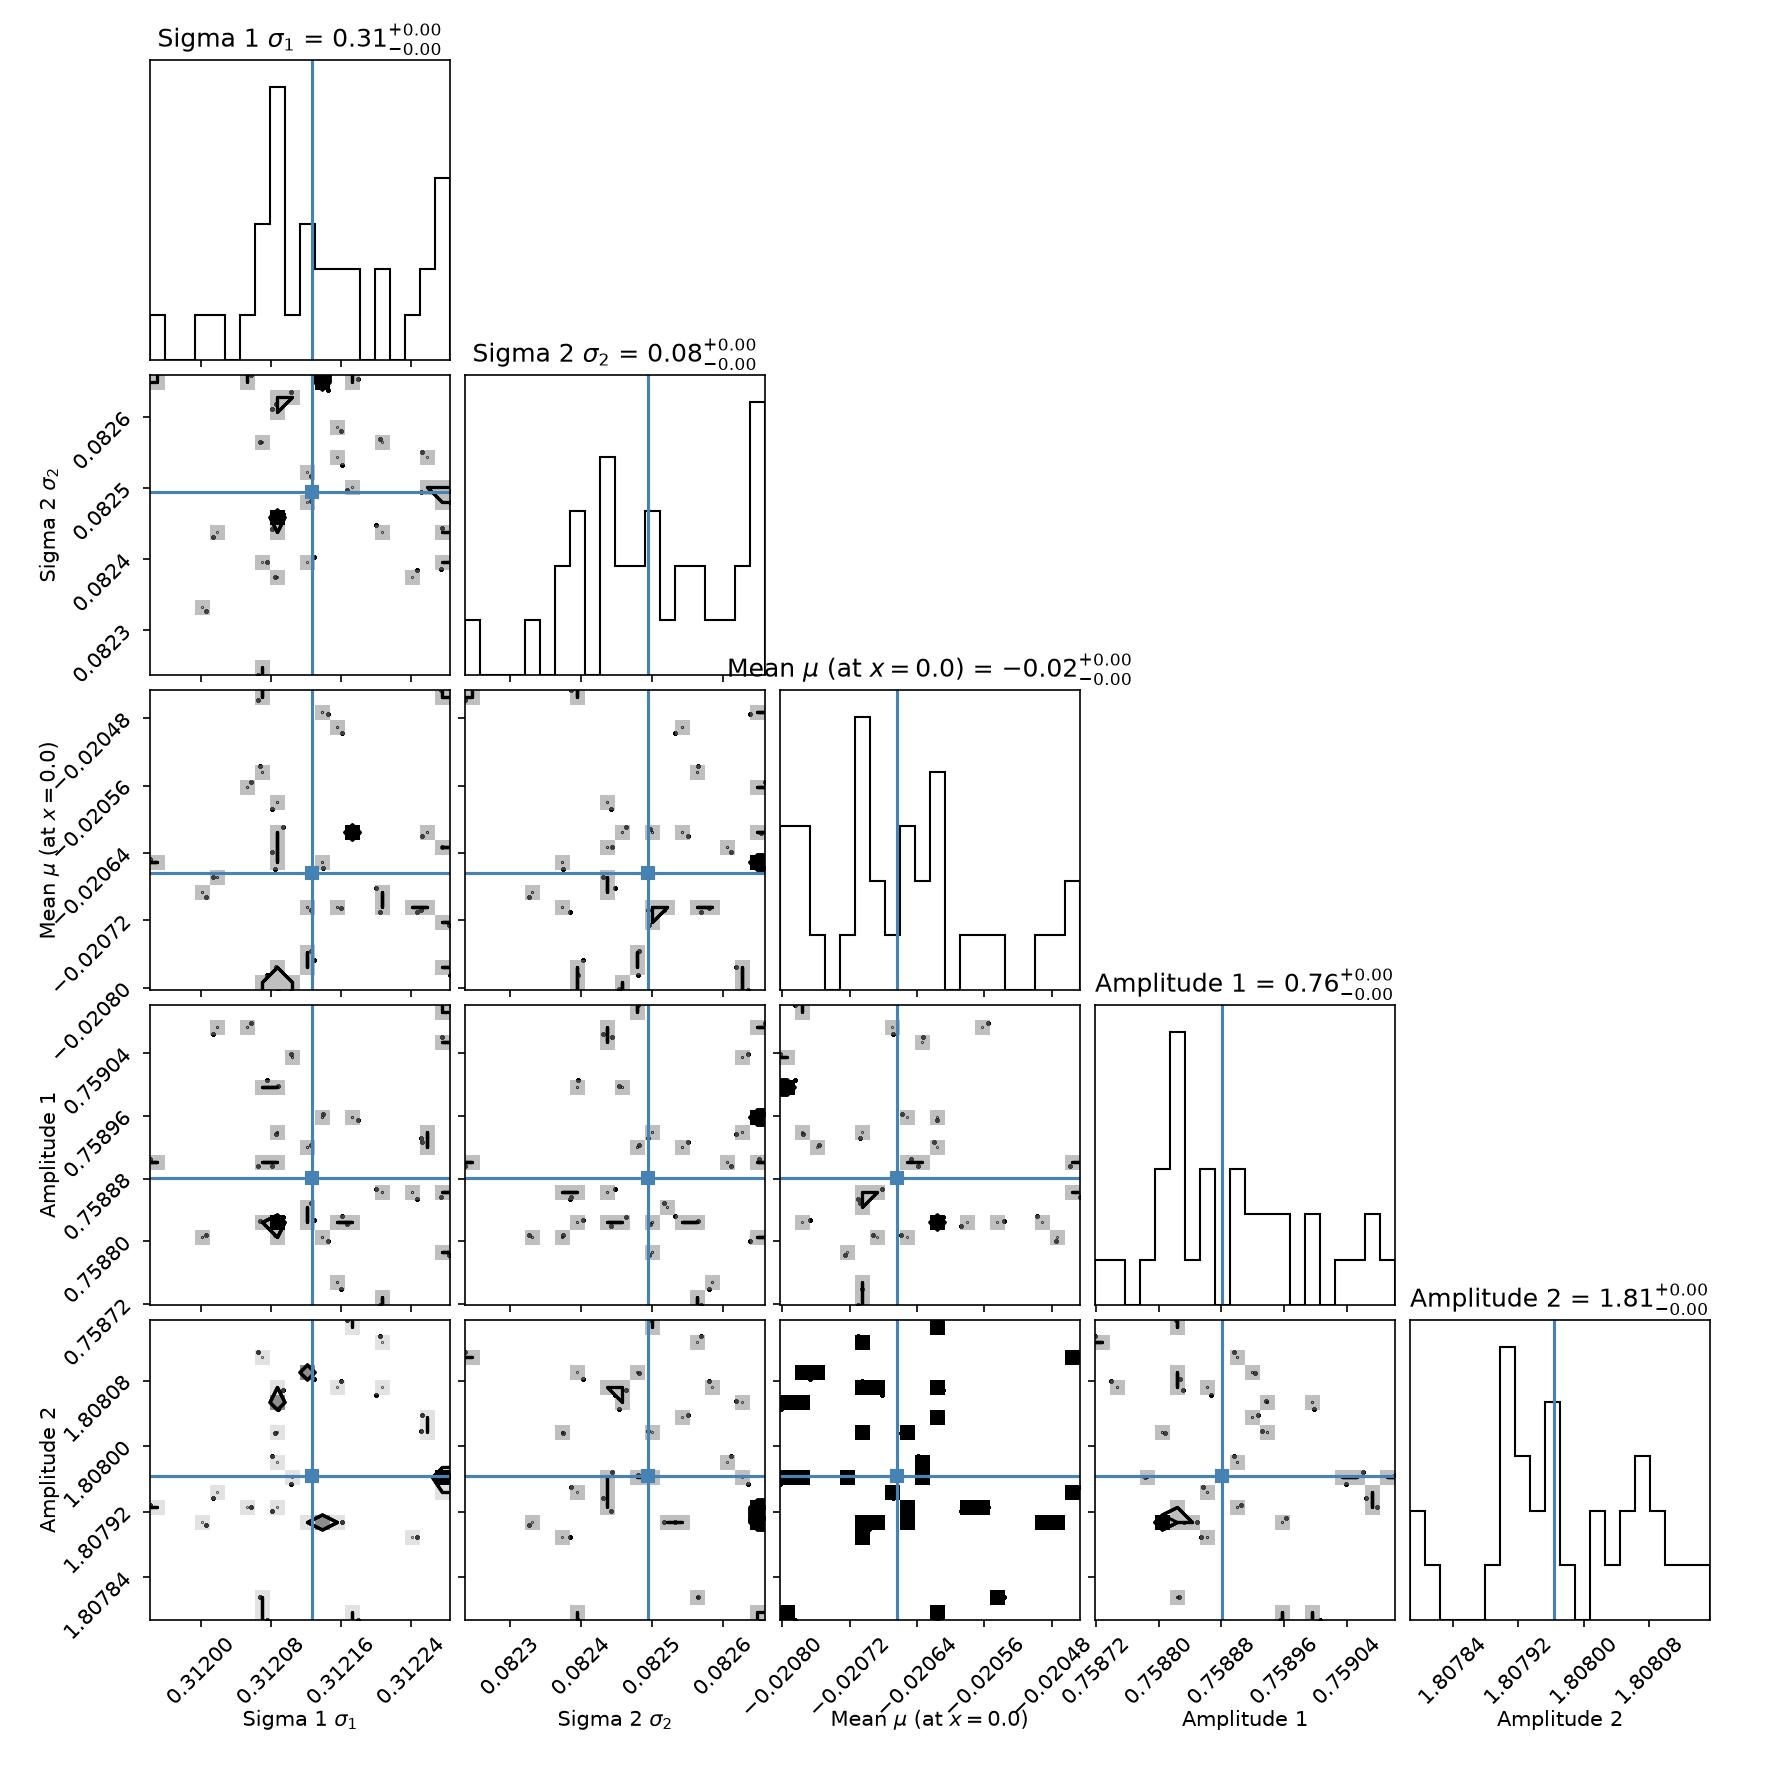 Sigma 1 σ₁ = 0.31 +0.00 −0.00
Sigma 2 σ₂ = 0.08 +0.00 −0.00
0.0826
0.0825
0.0824
0.0823
Sigma 2 σ₂
Mean μ (at x = 0.0) = −0.02 +0.00 −0.00
−0.02048
−0.02056
−0.02064
−0.02072
−0.02080
Mean μ (at x = 0.0)
Amplitude 1 = 0.76 +0.00 −0.00
0.75904
0.75896
0.75888
0.75880
0.75872
Amplitude 1
Amplitude 2 = 1.81 +0.00 −0.00
1.80808
1.80800
1.80792
1.80784
Amplitude 2
0.31200 0.31208 0.31216 0.31224
0.0823 0.0824 0.0825 0.0826
−0.02080 −0.02072 −0.02064 −0.02056 −0.02048
0.75872 0.75880 0.75888 0.75896 0.75904
1.80784 1.80792 1.80800 1.80808
Sigma 1 σ₁
Sigma 2 σ₂
Mean μ (at x = 0.0)
Amplitude 1
Amplitude 2